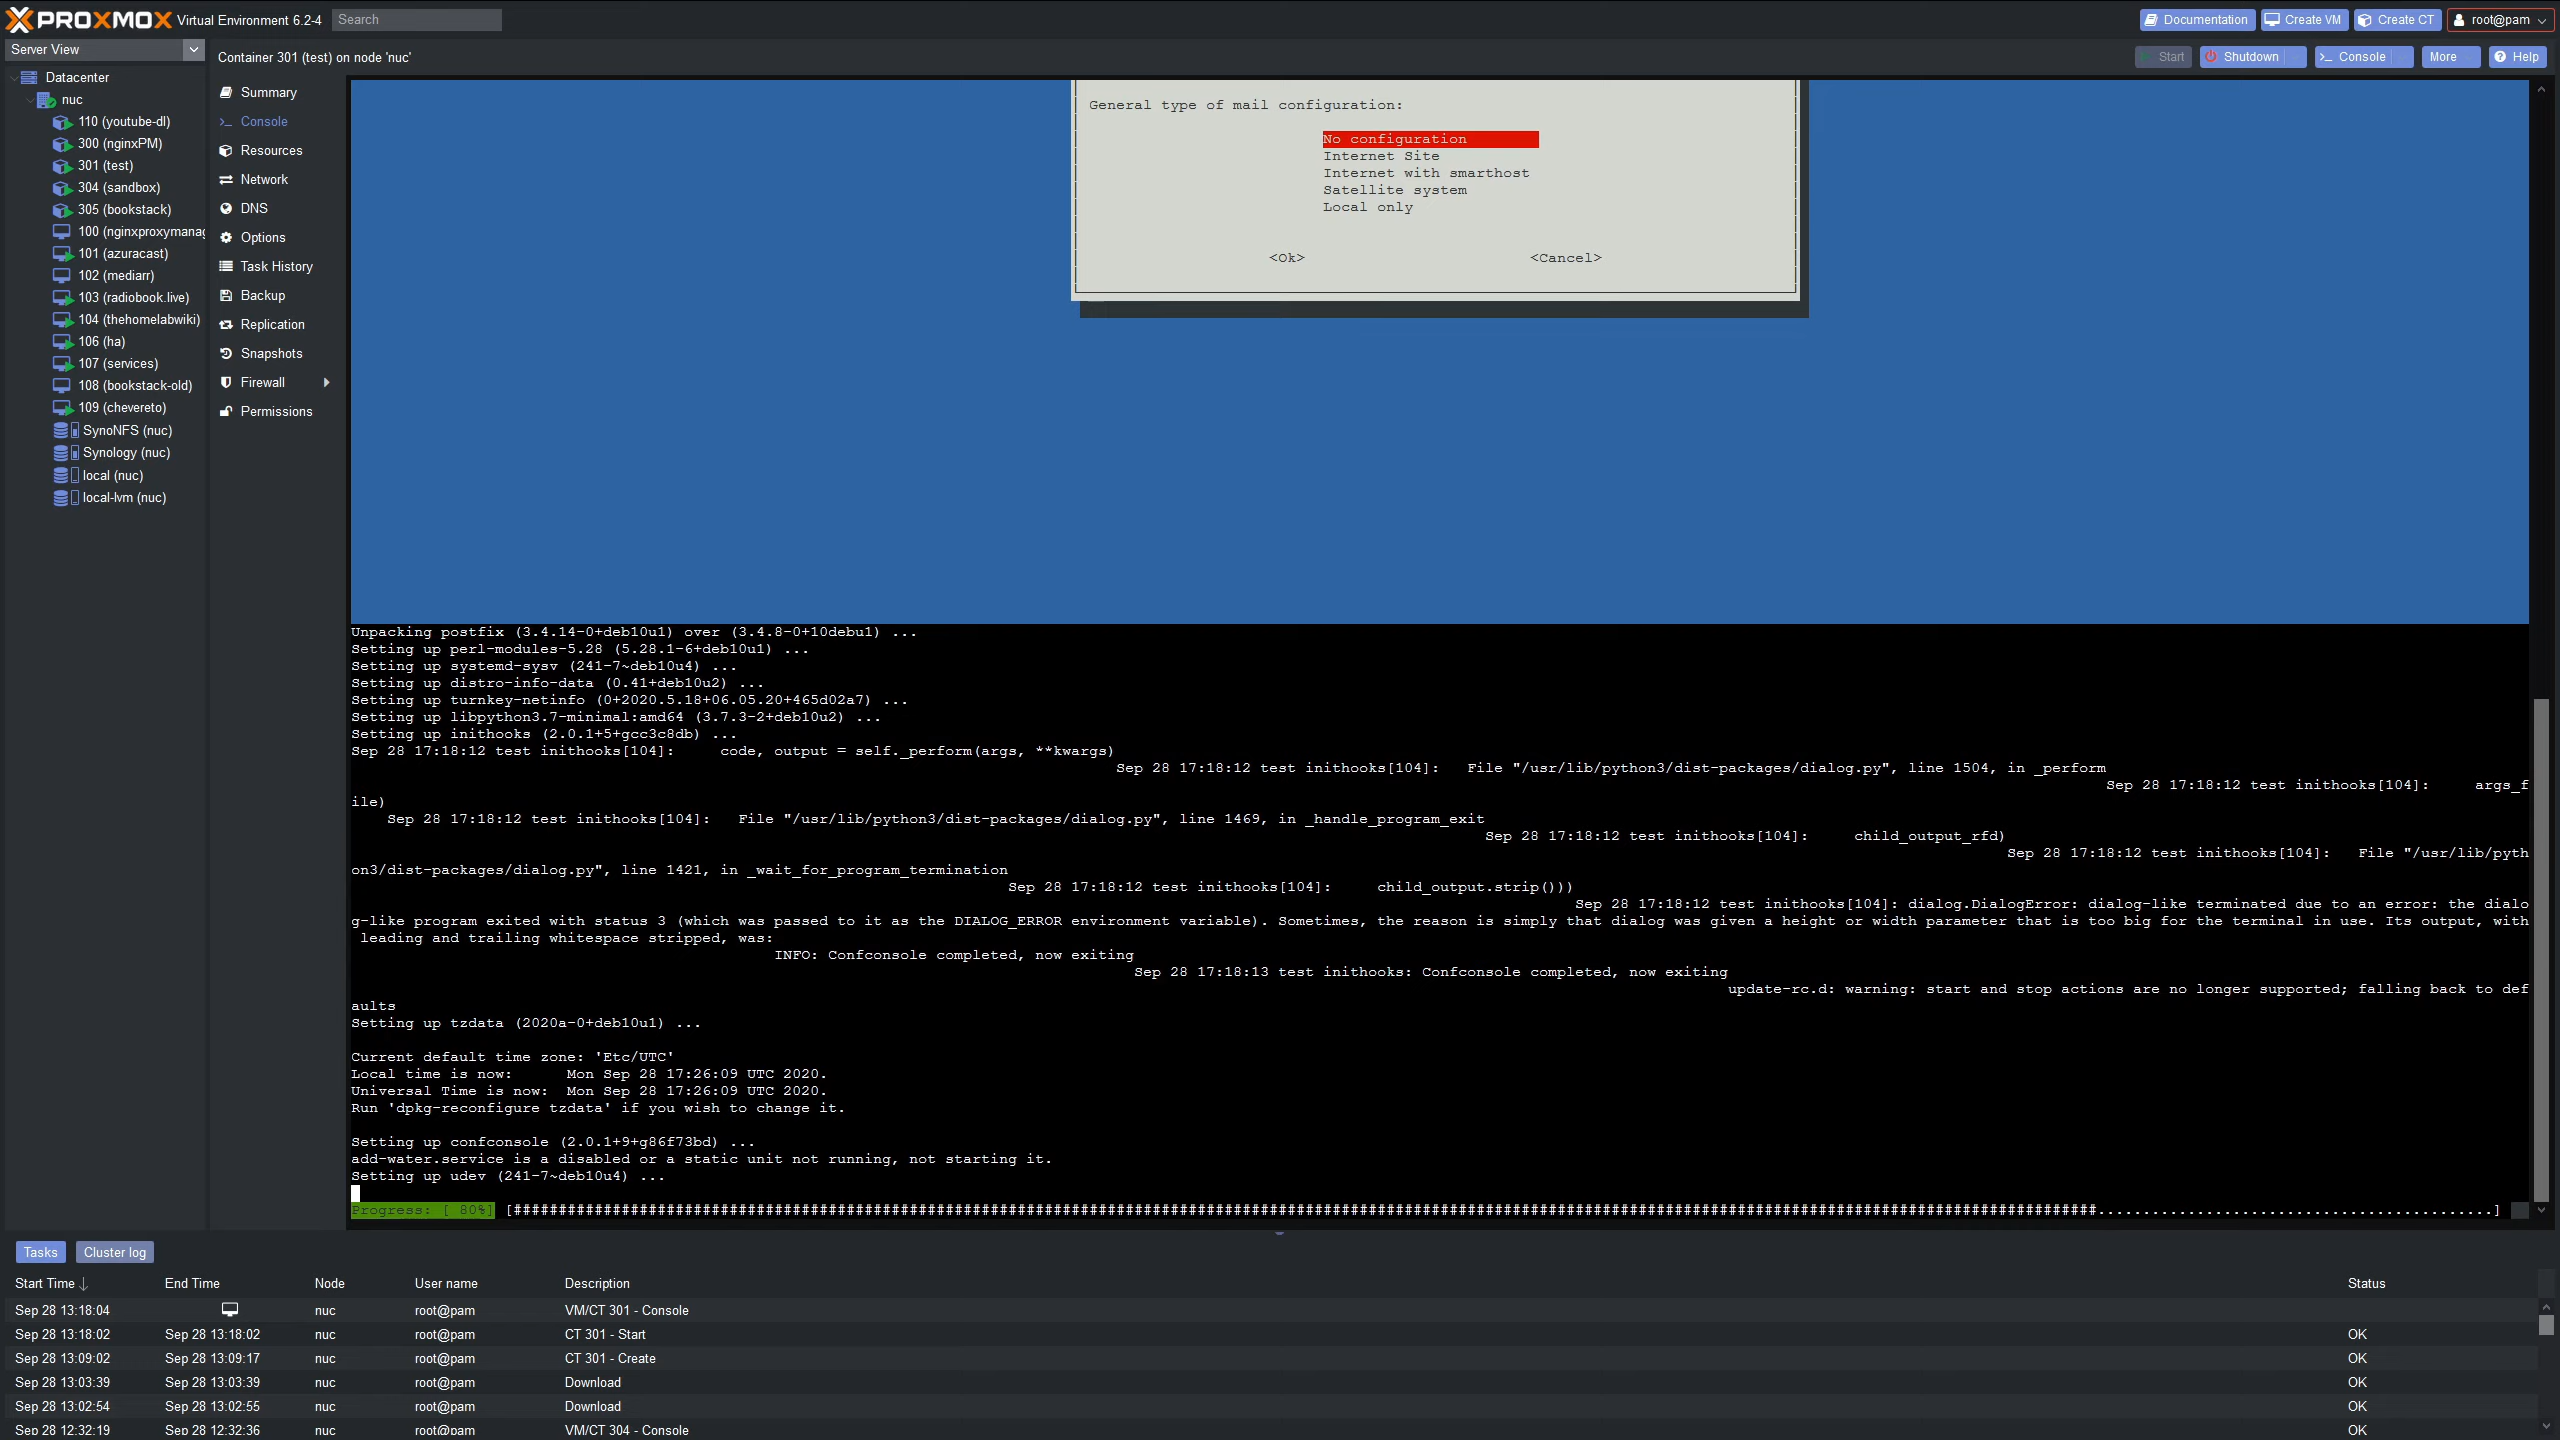 PROXMOX Virtual Environment 6.2-4 Search
Documentation Create VM Create CT root@pam
Server View
Container 301 (test) on node 'nuc'
Start Shutdown Console More Help
Datacenter
nuc
110 (youtube-dl)
300 (nginxPM)
301 (test)
304 (sandbox)
305 (bookstack)
100 (nginxproxymanag
101 (azuracast)
102 (mediarr)
103 (radiobook.live)
104 (thehomelabwiki)
106 (ha)
107 (services)
108 (bookstack-old)
109 (chevereto)
SynoNFS (nuc)
Synology (nuc)
local (nuc)
local-lvm (nuc)
Summary
Console
Resources
Network
DNS
Options
Task History
Backup
Replication
Snapshots
Firewall
Permissions
General type of mail configuration:
No configuration
Internet Site
Internet with smarthost
Satellite system
Local only
<Ok> <Cancel>
Unpacking postfix (3.4.14-0+deb10u1) over (3.4.8-0+10debu1) ...
Setting up perl-modules-5.28 (5.28.1-6+deb10u1) ...
Setting up systemd-sysv (241-7~deb10u4) ...
Setting up distro-info-data (0.41+deb10u2) ...
Setting up turnkey-netinfo (0+2020.5.18+06.05.20+465d02a7) ...
Setting up libpython3.7-minimal:amd64 (3.7.3-2+deb10u2) ...
Setting up inithooks (2.0.1+5+gcc3c8db) ...
Sep 28 17:18:12 test inithooks[104]: code, output = self._perform(args, **kwargs)
Sep 28 17:18:12 test inithooks[104]: File "/usr/lib/python3/dist-packages/dialog.py", line 1504, in _perform
Sep 28 17:18:12 test inithooks[104]: args_f
ile)
Sep 28 17:18:12 test inithooks[104]: File "/usr/lib/python3/dist-packages/dialog.py", line 1469, in _handle_program_exit
Sep 28 17:18:12 test inithooks[104]: child_output_rfd)
Sep 28 17:18:12 test inithooks[104]: File "/usr/lib/pyth
on3/dist-packages/dialog.py", line 1421, in _wait_for_program_termination
Sep 28 17:18:12 test inithooks[104]: child_output.strip()))
Sep 28 17:18:12 test inithooks[104]: dialog.DialogError: dialog-like terminated due to an error: the dialo
g-like program exited with status 3 (which was passed to it as the DIALOG_ERROR environment variable). Sometimes, the reason is simply that dialog was given a height or width parameter that is too big for the terminal in use. Its output, with
leading and trailing whitespace stripped, was:
INFO: Confconsole completed, now exiting
Sep 28 17:18:13 test inithooks: Confconsole completed, now exiting
update-rc.d: warning: start and stop actions are no longer supported; falling back to def
aults
Setting up tzdata (2020a-0+deb10u1) ...
Current default time zone: 'Etc/UTC'
Local time is now: Mon Sep 28 17:26:09 UTC 2020.
Universal Time is now: Mon Sep 28 17:26:09 UTC 2020.
Run 'dpkg-reconfigure tzdata' if you wish to change it.
Setting up confconsole (2.0.1+9+g86f73bd) ...
add-water.service is a disabled or a static unit not running, not starting it.
Setting up udev (241-7~deb10u4) ...
Progress: [ 80%]
Tasks Cluster log
Start Time End Time Node User name Description Status
Sep 28 13:18:04 nuc root@pam VM/CT 301 - Console
Sep 28 13:18:02 Sep 28 13:18:02 nuc root@pam CT 301 - Start OK
Sep 28 13:09:02 Sep 28 13:09:17 nuc root@pam CT 301 - Create OK
Sep 28 13:03:39 Sep 28 13:03:39 nuc root@pam Download OK
Sep 28 13:02:54 Sep 28 13:02:55 nuc root@pam Download OK
Sep 28 12:32:19 Sep 28 12:32:36 nuc root@pam VM/CT 304 - Console OK